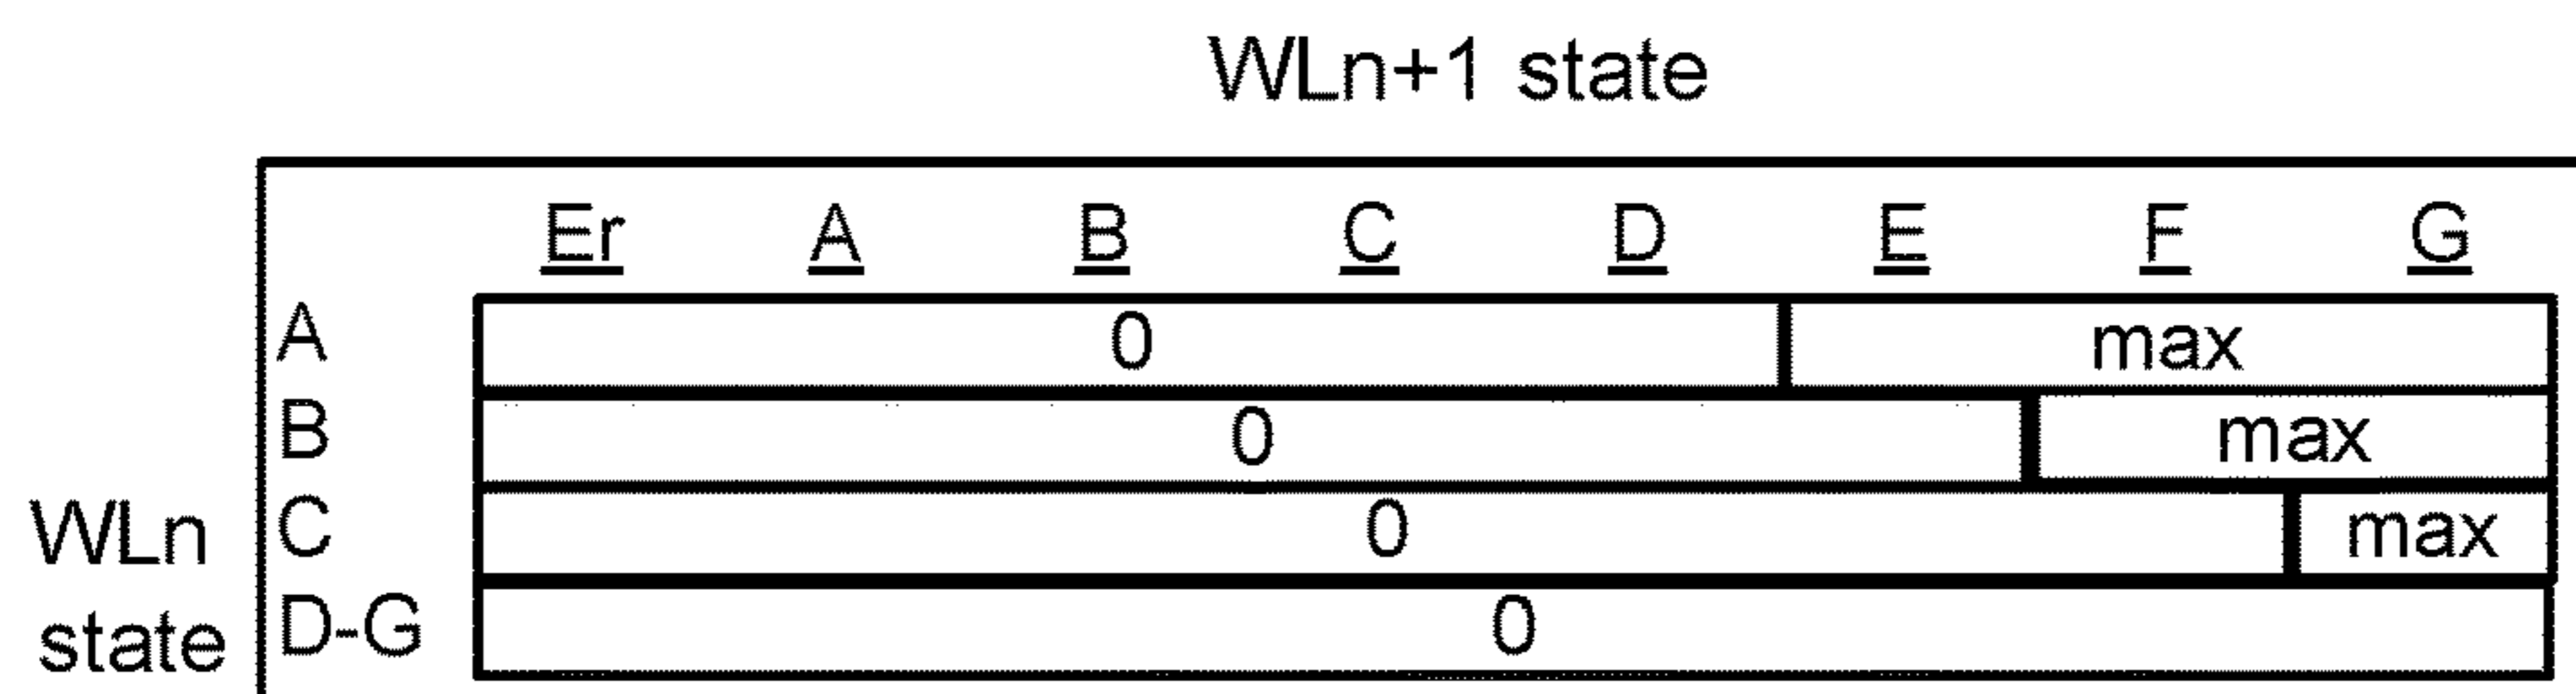 WLn+1 state
Er A B C D E F G
A 0 max
B 0 max
WLn state
C 0 max
D-G 0